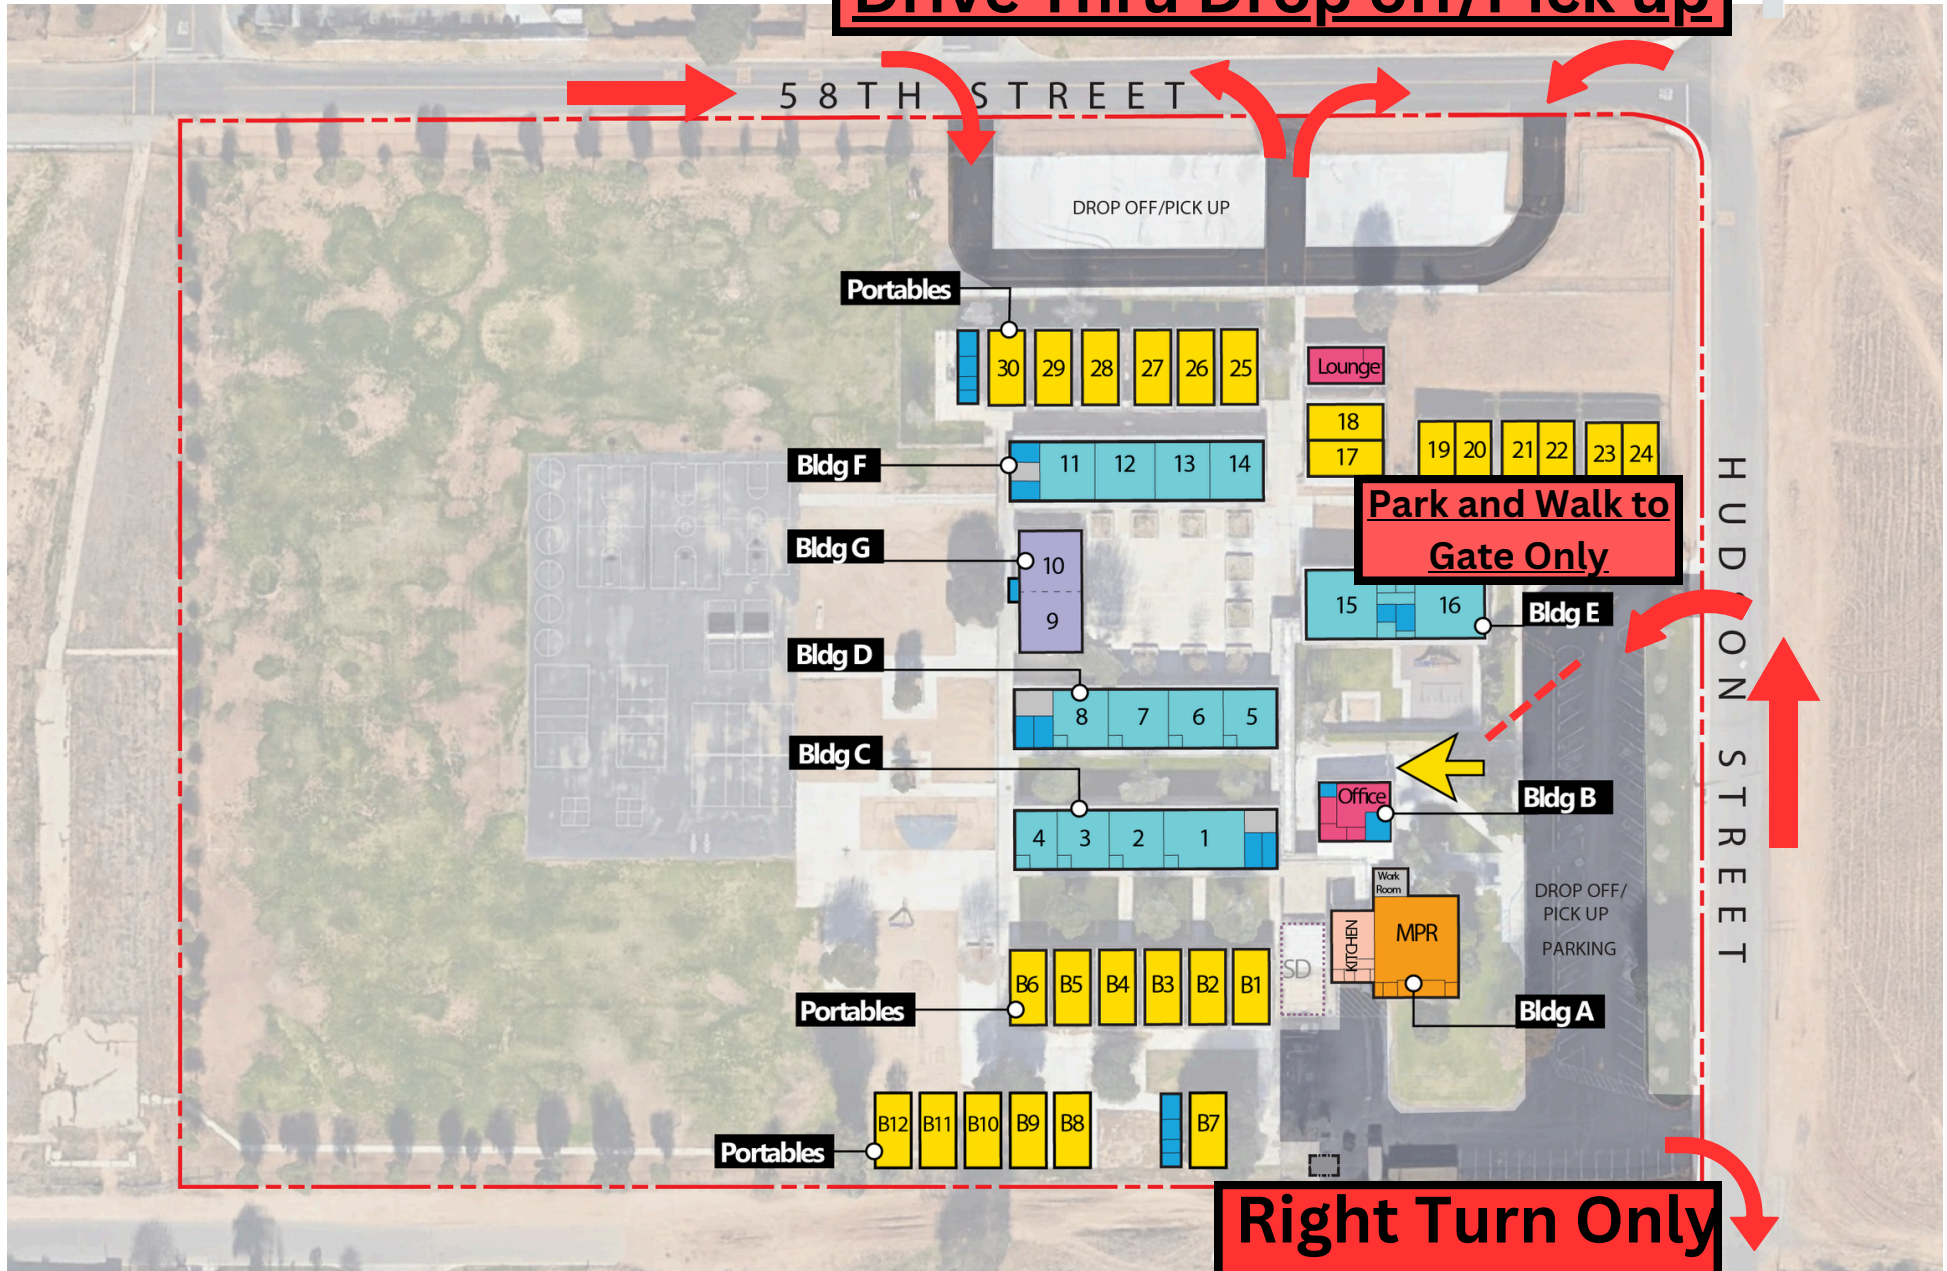 Drive Thru Drop off/Pick up
58TH STREET
DROP OFF/PICK UP
Portables
30 29 28 27 26 25
Lounge
18
17
19 20 21 22 23 24
Bldg F
11 12 13 14
Park and Walk to
Gate Only
Bldg G
10
9
15 16
Bldg E
HUDSON STREET
Bldg D
8 7 6 5
Bldg C
4 3 2 1
Office
Bldg B
Work
Room
KITCHEN
MPR
DROP OFF/
PICK UP
PARKING
SD
B6 B5 B4 B3 B2 B1
Portables
Bldg A
B12 B11 B10 B9 B8 B7
Portables
Right Turn Only